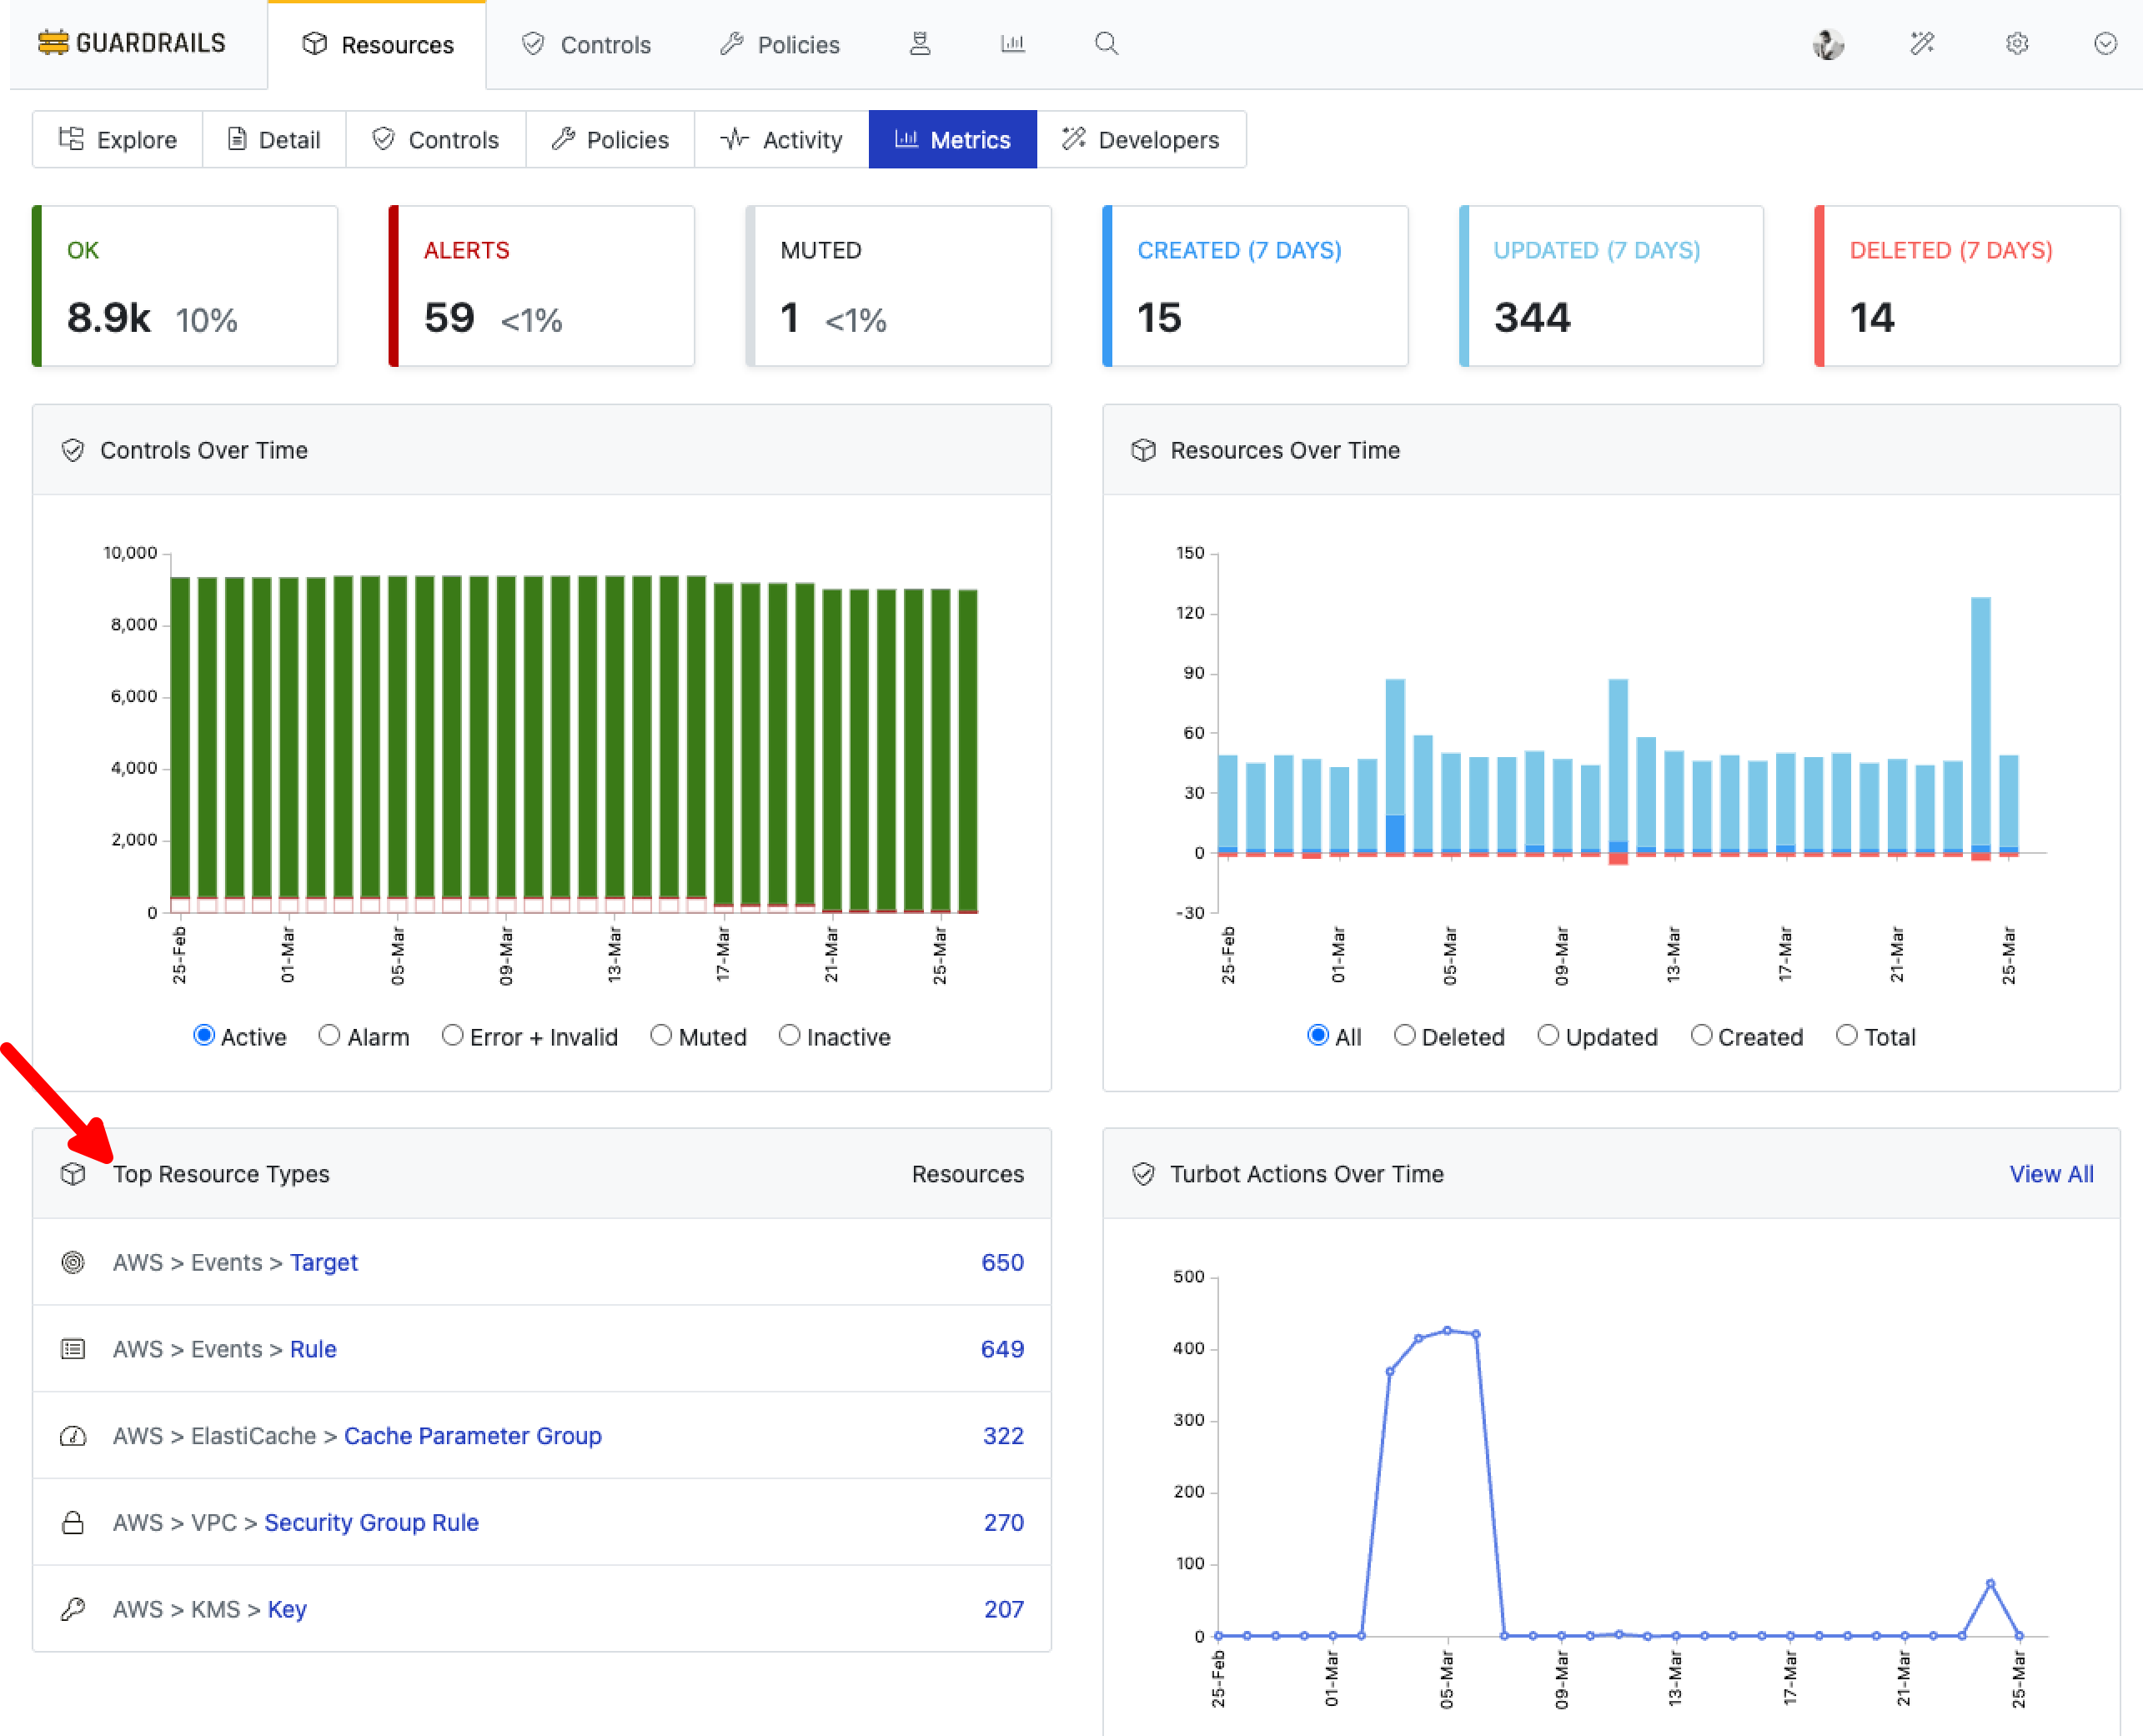 GUARDRAILS Resources Controls Policies
Explore Detail Controls Policies Activity Metrics Developers
OK
8.9k 10%
ALERTS
59 <1%
MUTED
1 <1%
CREATED (7 DAYS)
15
UPDATED (7 DAYS)
344
DELETED (7 DAYS)
14
Controls Over Time
10,000
8,000
6,000
4,000
2,000
0
25-Feb 01-Mar 05-Mar 09-Mar 13-Mar 17-Mar 21-Mar 25-Mar
Active Alarm Error + Invalid Muted Inactive
Resources Over Time
150
120
90
60
30
0
-30
25-Feb 01-Mar 05-Mar 09-Mar 13-Mar 17-Mar 21-Mar 25-Mar
All Deleted Updated Created Total
Top Resource Types Resources
AWS > Events > Target 650
AWS > Events > Rule 649
AWS > ElastiCache > Cache Parameter Group 322
AWS > VPC > Security Group Rule 270
AWS > KMS > Key 207
Turbot Actions Over Time View All
500
400
300
200
100
0
25-Feb 01-Mar 05-Mar 09-Mar 13-Mar 17-Mar 21-Mar 25-Mar